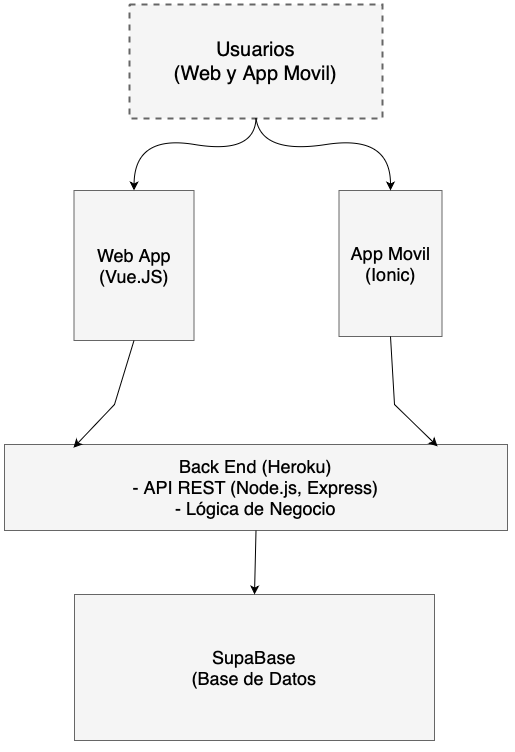 Usuarios
(Web y App Movil)
Web App
(Vue.JS)
App Movil
(Ionic)
Back End (Heroku)
- API REST (Node.js, Express)
- Lógica de Negocio
SupaBase
(Base de Datos